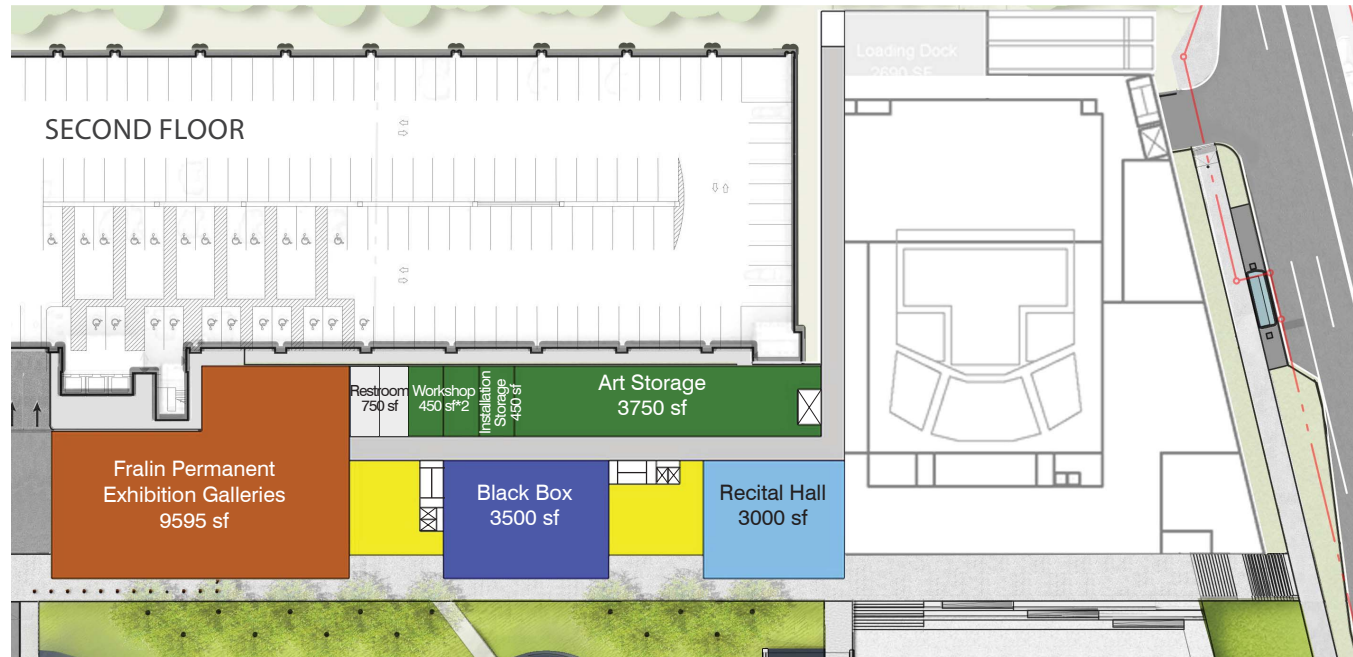 Loading Dock
2690 SF
SECOND FLOOR
Restroom
750 sf
Workshop
450 sf*2
Installation
Storage
450 sf
Art Storage
3750 sf
Fralin Permanent
Exhibition Galleries
9595 sf
Black Box
3500 sf
Recital Hall
3000 sf